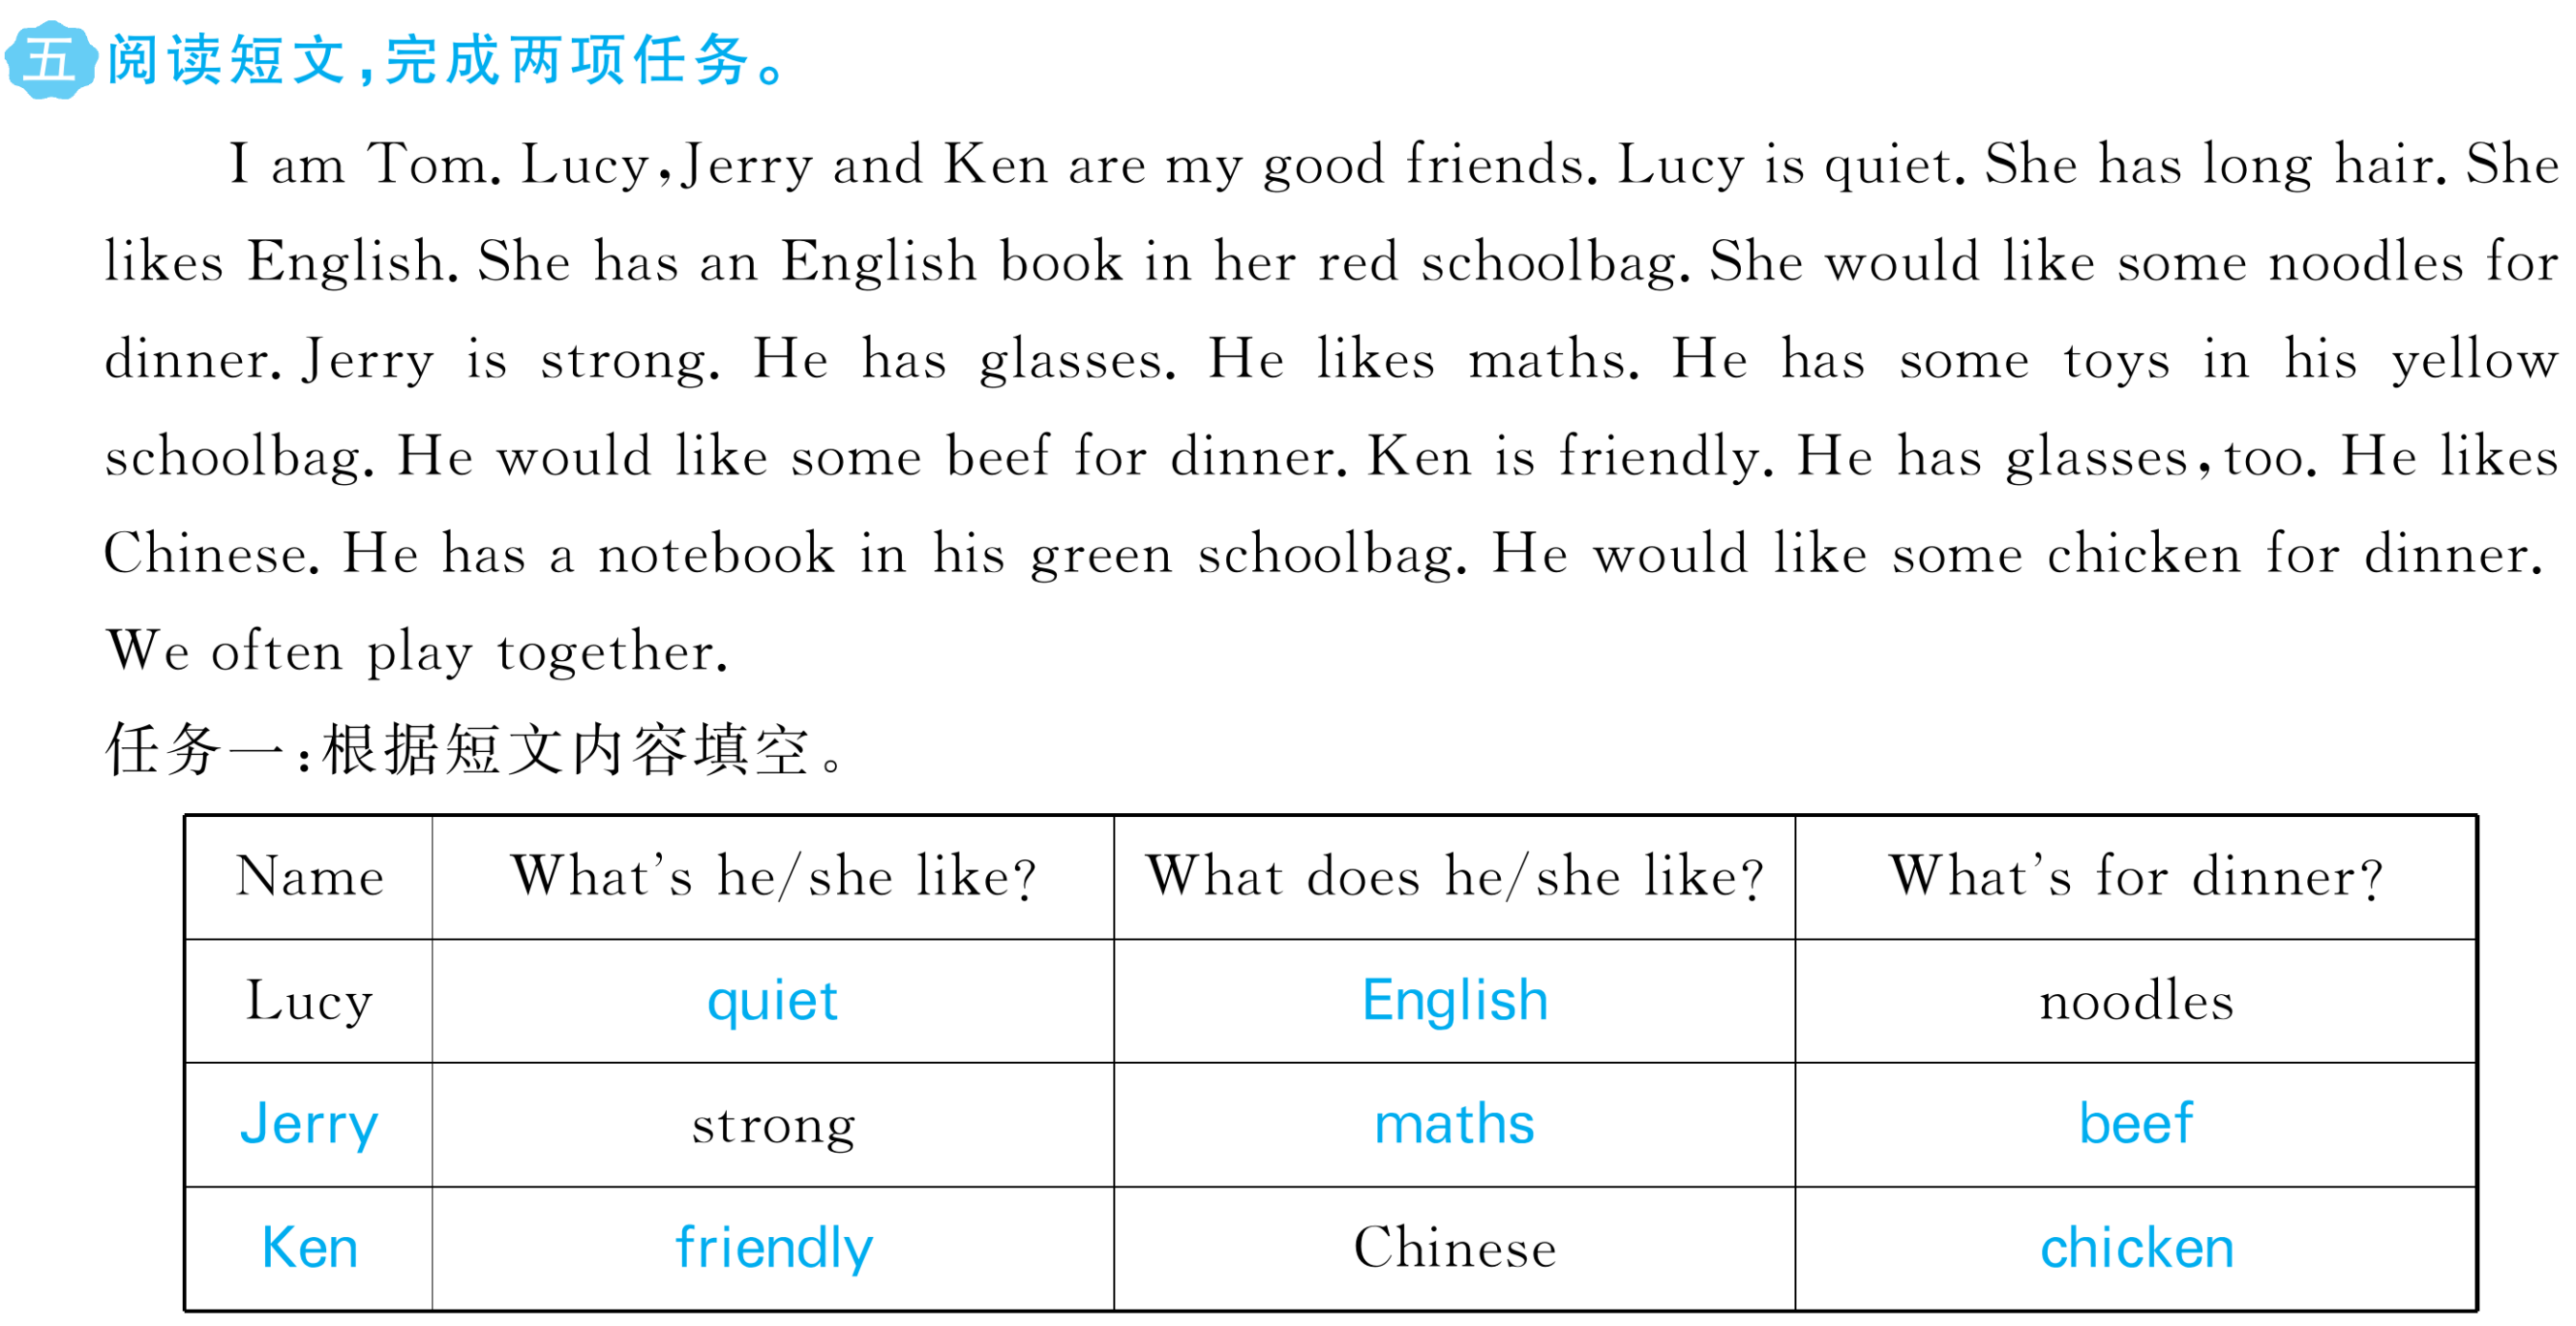 五 阅读短文,完成两项任务。
I am Tom. Lucy,Jerry and Ken are my good friends. Lucy is quiet. She has long hair. She
likes English. She has an English book in her red schoolbag. She would like some noodles for
dinner. Jerry is strong. He has glasses. He likes maths. He has some toys in his yellow
schoolbag. He would like some beef for dinner. Ken is friendly. He has glasses,too. He likes
Chinese. He has a notebook in his green schoolbag. He would like some chicken for dinner.
We often play together.
任务一:根据短文内容填空。
Name What's he/she like? What does he/she like? What's for dinner?
Lucy quiet English noodles
Jerry strong maths beef
Ken friendly Chinese chicken